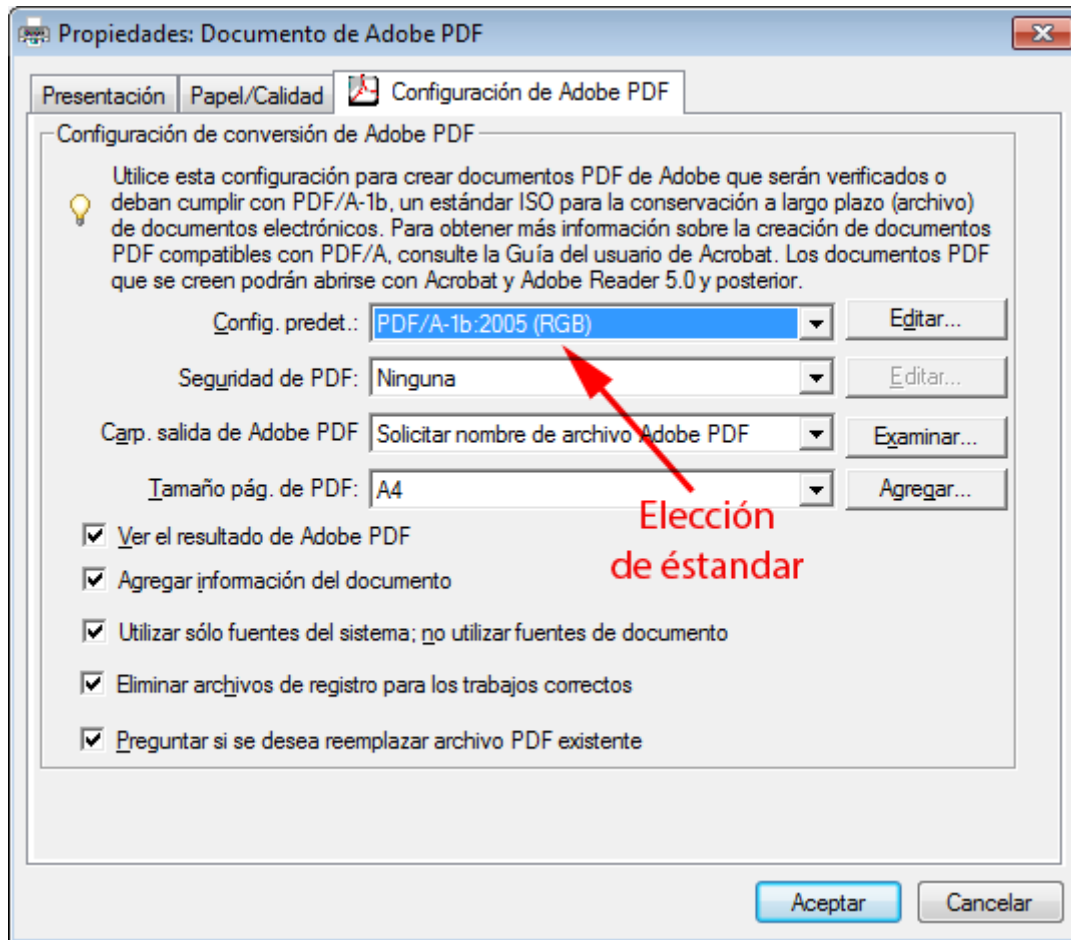 Propiedades: Documento de Adobe PDF
Presentación Papel/Calidad Configuración de Adobe PDF
Configuración de conversión de Adobe PDF
Utilice esta configuración para crear documentos PDF de Adobe que serán verificados o
deban cumplir con PDF/A-1b, un estándar ISO para la conservación a largo plazo (archivo)
de documentos electrónicos. Para obtener más información sobre la creación de documentos
PDF compatibles con PDF/A, consulte la Guía del usuario de Acrobat. Los documentos PDF
que se creen podrán abrirse con Acrobat y Adobe Reader 5.0 y posterior.
Config. predet.: PDF/A-1b:2005 (RGB) Editar...
Seguridad de PDF: Ninguna Editar...
Carp. salida de Adobe PDF Solicitar nombre de archivo Adobe PDF Examinar...
Tamaño pág. de PDF: A4 Agregar...
Elección
de éstandar
Ver el resultado de Adobe PDF
Agregar información del documento
Utilizar sólo fuentes del sistema; no utilizar fuentes de documento
Eliminar archivos de registro para los trabajos correctos
Preguntar si se desea reemplazar archivo PDF existente
Aceptar Cancelar